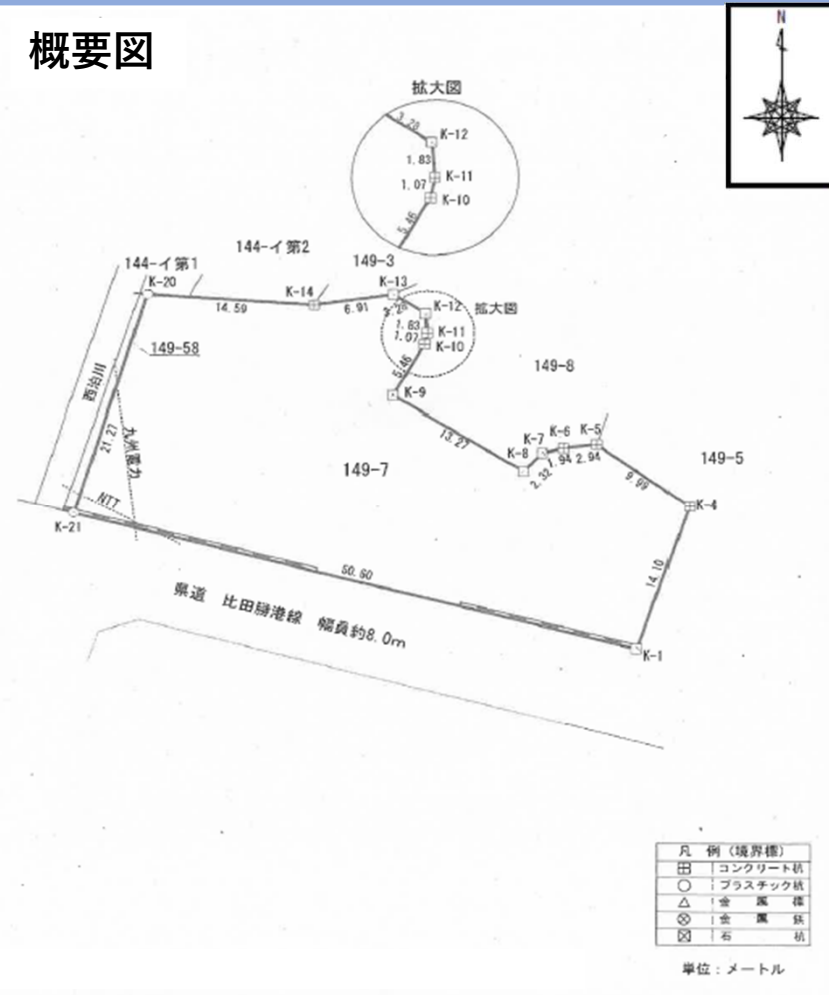 概要図
N
拡大図
3.28
K-12
1.83
K-11
1.07
K-10
5.46
144-イ第2
144-イ第1
149-3
K-20
K-14
K-13
14.59
6.91
3.28
K-12
拡大図
1.83
K-11
1.07
K-10
149-58
5.46
149-8
西泊川
K-9
21.27
九州電力
13.27
K-5
K-6
K-7
K-8
2.32
1.94
2.94
149-5
149-7
9.99
K-4
NTT
K-21
50.60
14.10
県道 比田勝港線 幅員約8.0m
K-1
凡 例(境界標)
コンクリート杭
プラスチック杭
金 属 標
金 属 鋲
石 杭
単位:メートル